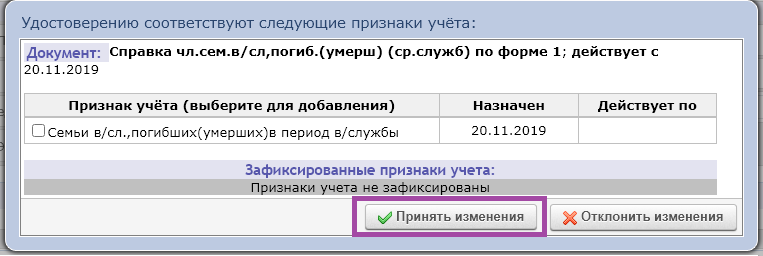 Удостоверению соответствуют следующие признаки учёта:
Документ: Справка чл.сем.в/сл,погиб.(умерш) (ср.служб) по форме 1; действует с
20.11.2019
Признак учёта (выберите для добавления) Назначен Действует по
Семьи в/сл.,погибших(умерших)в период в/службы 20.11.2019
Зафиксированные признаки учета:
Признаки учета не зафиксированы
Принять изменения Отклонить изменения